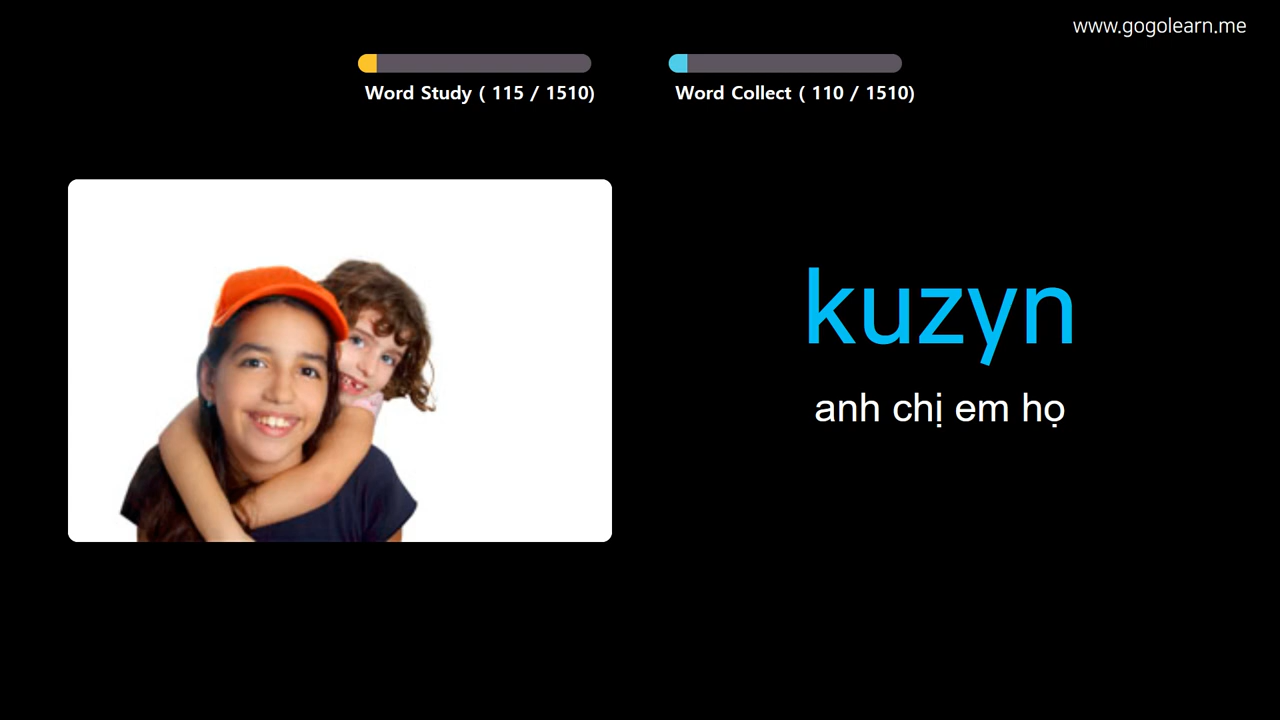 www.gogolearn.me
Word Study ( 115 / 1510)
Word Collect ( 110 / 1510)
kuzyn
anh chị em họ